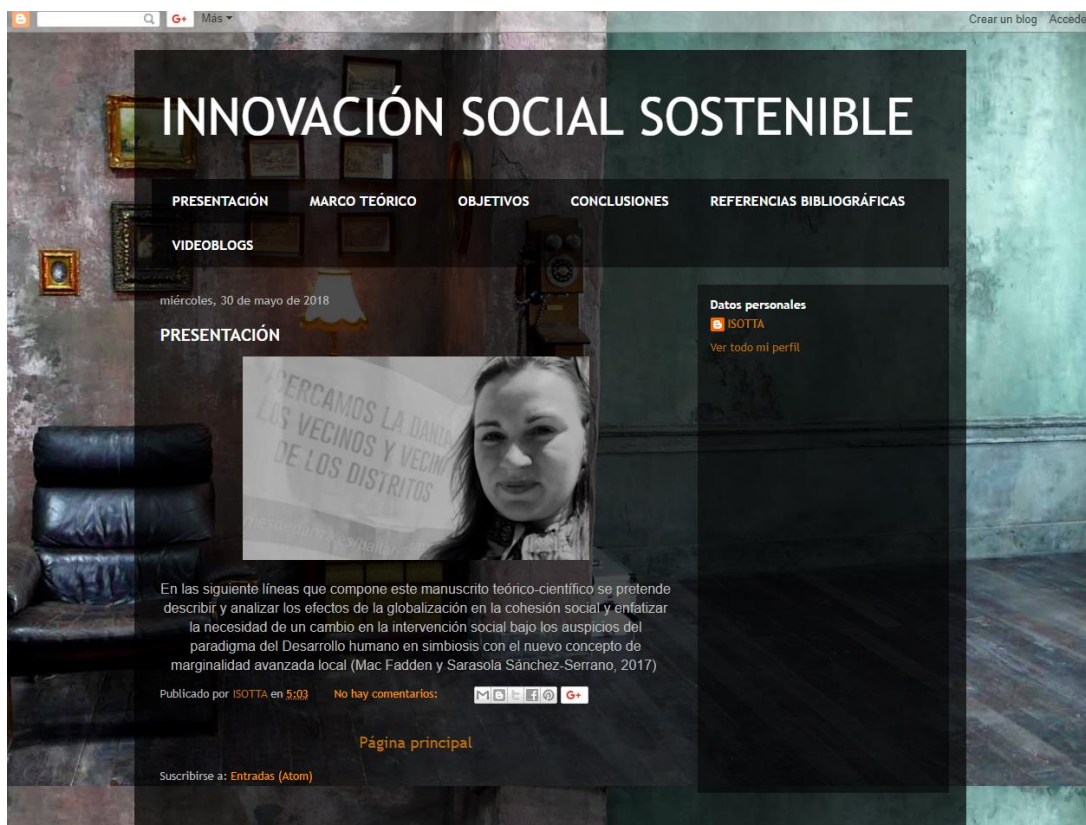 Más
Crear un blog Accede
INNOVACIÓN SOCIAL SOSTENIBLE
PRESENTACIÓN MARCO TEÓRICO OBJETIVOS CONCLUSIONES REFERENCIAS BIBLIOGRÁFICAS
VIDEOBLOGS
miércoles, 30 de mayo de 2018
PRESENTACIÓN
ACERCAMOS LA DANZA
LOS VECINOS Y VECIN
DE LOS DISTRITOS
En las siguiente líneas que compone este manuscrito teórico-científico se pretende
describir y analizar los efectos de la globalización en la cohesión social y enfatizar
la necesidad de un cambio en la intervención social bajo los auspicios del
paradigma del Desarrollo humano en simbiosis con el nuevo concepto de
marginalidad avanzada local (Mac Fadden y Sarasola Sánchez-Serrano, 2017)
Publicado por ISOTTA en 5:03 No hay comentarios:
Página principal
Suscribirse a: Entradas (Atom)
Datos personales
ISOTTA
Ver todo mi perfil